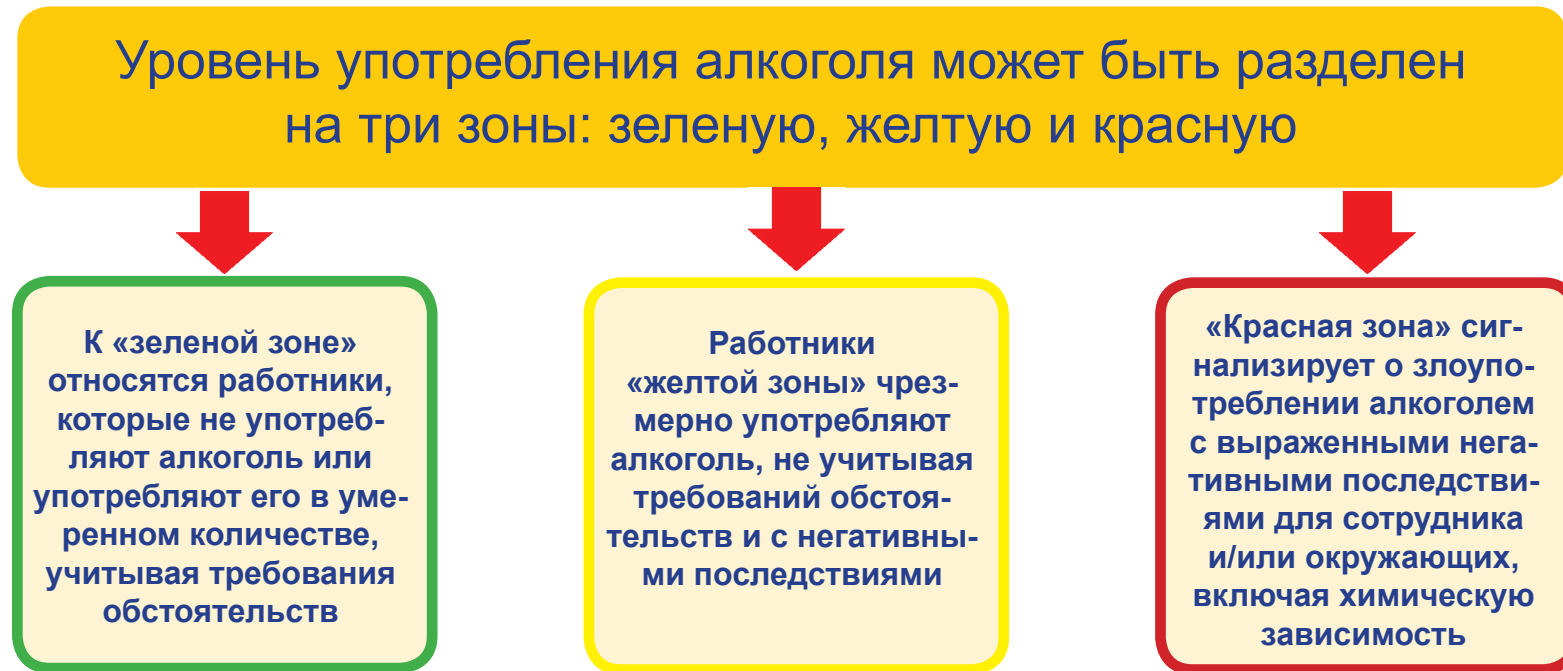 Уровень употребления алкоголя может быть разделен
на три зоны: зеленую, желтую и красную
К «зеленой зоне»
относятся работники,
которые не употреб-
ляют алкоголь или
употребляют его в уме-
ренном количестве,
учитывая требования
обстоятельств
Работники
«желтой зоны» чрез-
мерно употребляют
алкоголь, не учитывая
требований обстоя-
тельств и с негативны-
ми последствиями
«Красная зона» сиг-
нализирует о злоупо-
треблении алкоголем
с выраженными нега-
тивными последстви-
ями для сотрудника
и/или окружающих,
включая химическую
зависимость